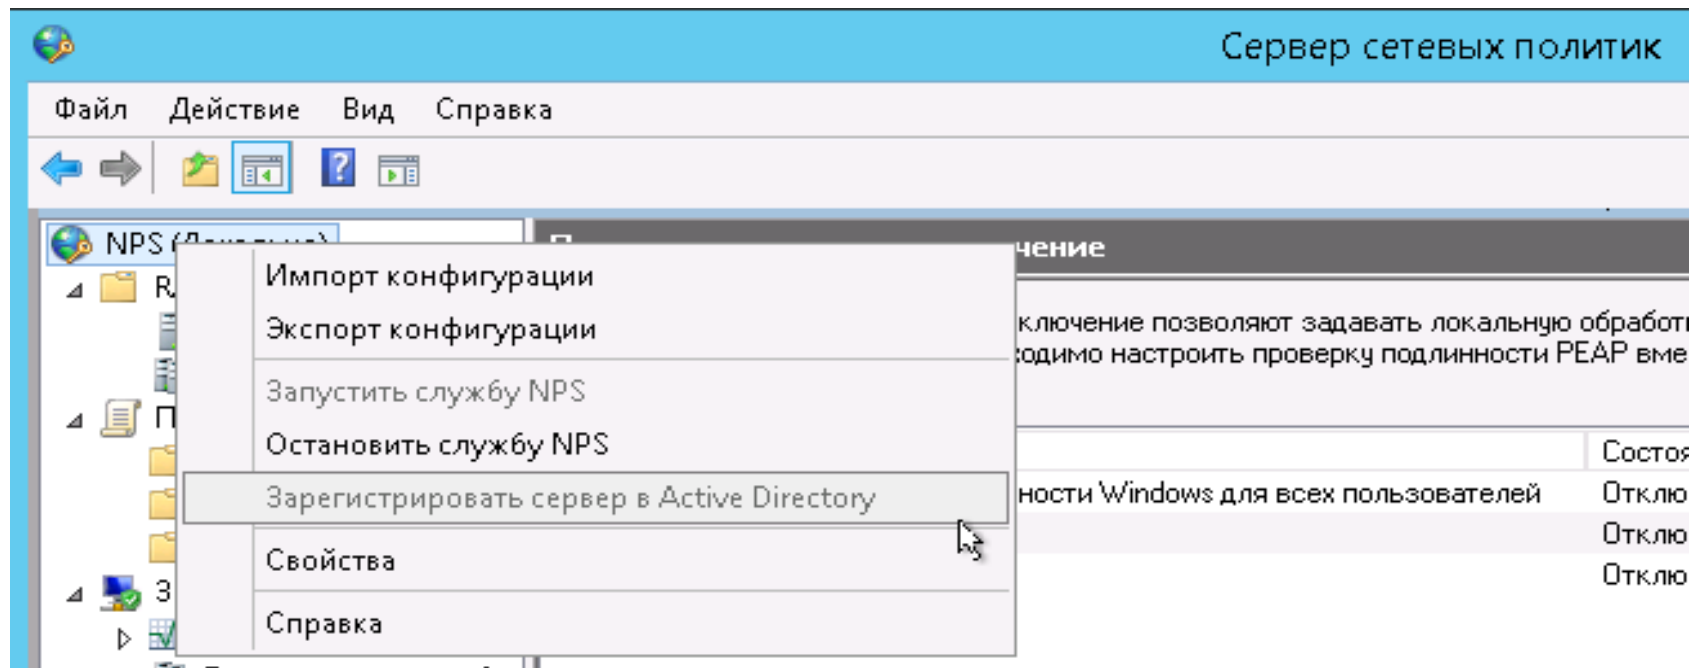 Сервер сетевых политик
Файл Действие Вид Справка
NPS
чение
Импорт конфигурации
Экспорт конфигурации
ключение позволяют задавать локальную обработ
ходимо настроить проверку подлинности PEAP вме
Запустить службу NPS
Остановить службу NPS
Состоя
Зарегистрировать сервер в Active Directory
ности Windows для всех пользователей Отклю
Отклю
Свойства
Отклю
Справка